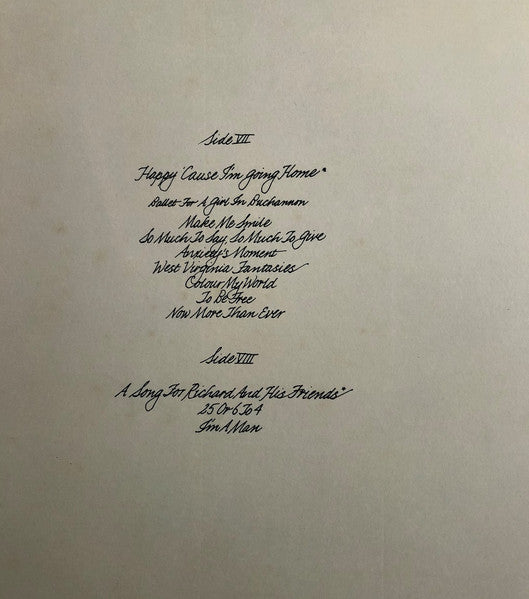 Side VII
Happy 'Cause I'm going Home*
Ballet For A Girl In Buchannon
Make Me Smile
So Much To Say, So Much To Give
Anxiety's Moment
West Virginia Fantasies
Colour My World
To Be Free
Now More Than Ever
Side VIII
A Song For Richard And His Friends*
25 Or 6 To 4
I'm A Man